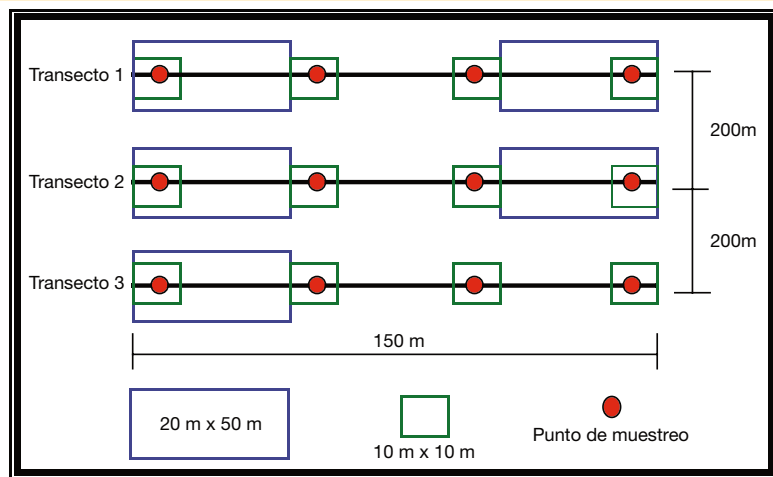 Transecto 1
200m
Transecto 2
200m
Transecto 3
150 m
20 m x 50 m
10 m x 10 m
Punto de muestreo